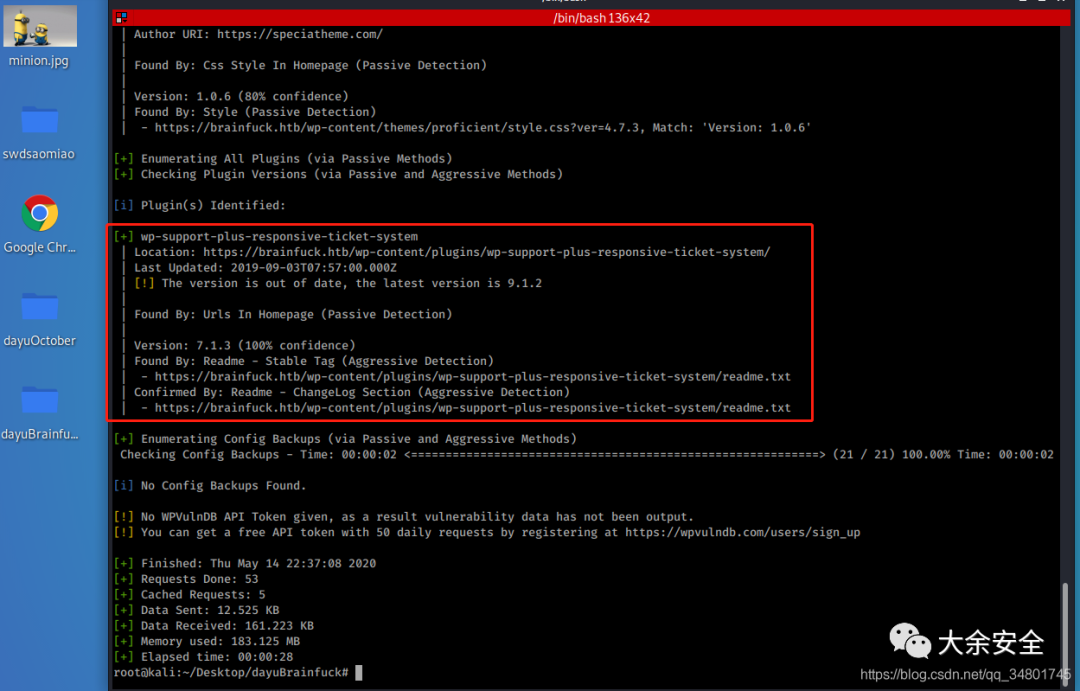 /bin/bash 136x42
minion.jpg
swdsaomiao
Google Chr...
dayuOctober
dayuBrainfu...
| Author URI: https://speciatheme.com/
|
| Found By: Css Style In Homepage (Passive Detection)
|
| Version: 1.0.6 (80% confidence)
| Found By: Style (Passive Detection)
|  - https://brainfuck.htb/wp-content/themes/proficient/style.css?ver=4.7.3, Match: 'Version: 1.0.6'
[+] Enumerating All Plugins (via Passive Methods)
[+] Checking Plugin Versions (via Passive and Aggressive Methods)
[i] Plugin(s) Identified:
[+] wp-support-plus-responsive-ticket-system
| Location: https://brainfuck.htb/wp-content/plugins/wp-support-plus-responsive-ticket-system/
| Last Updated: 2019-09-03T07:57:00.000Z
| [!] The version is out of date, the latest version is 9.1.2
|
| Found By: Urls In Homepage (Passive Detection)
|
| Version: 7.1.3 (100% confidence)
| Found By: Readme - Stable Tag (Aggressive Detection)
|  - https://brainfuck.htb/wp-content/plugins/wp-support-plus-responsive-ticket-system/readme.txt
| Confirmed By: Readme - ChangeLog Section (Aggressive Detection)
|  - https://brainfuck.htb/wp-content/plugins/wp-support-plus-responsive-ticket-system/readme.txt
[+] Enumerating Config Backups (via Passive and Aggressive Methods)
Checking Config Backups - Time: 00:00:02 <============================================================> (21 / 21) 100.00% Time: 00:00:02
[i] No Config Backups Found.
[!] No WPVulnDB API Token given, as a result vulnerability data has not been output.
[!] You can get a free API token with 50 daily requests by registering at https://wpvulndb.com/users/sign_up
[+] Finished: Thu May 14 22:37:08 2020
[+] Requests Done: 53
[+] Cached Requests: 5
[+] Data Sent: 12.525 KB
[+] Data Received: 161.223 KB
[+] Memory used: 183.125 MB
[+] Elapsed time: 00:00:28
root@kali:~/Desktop/dayuBrainfuck#
大余安全
https://blog.csdn.net/qq_34801745